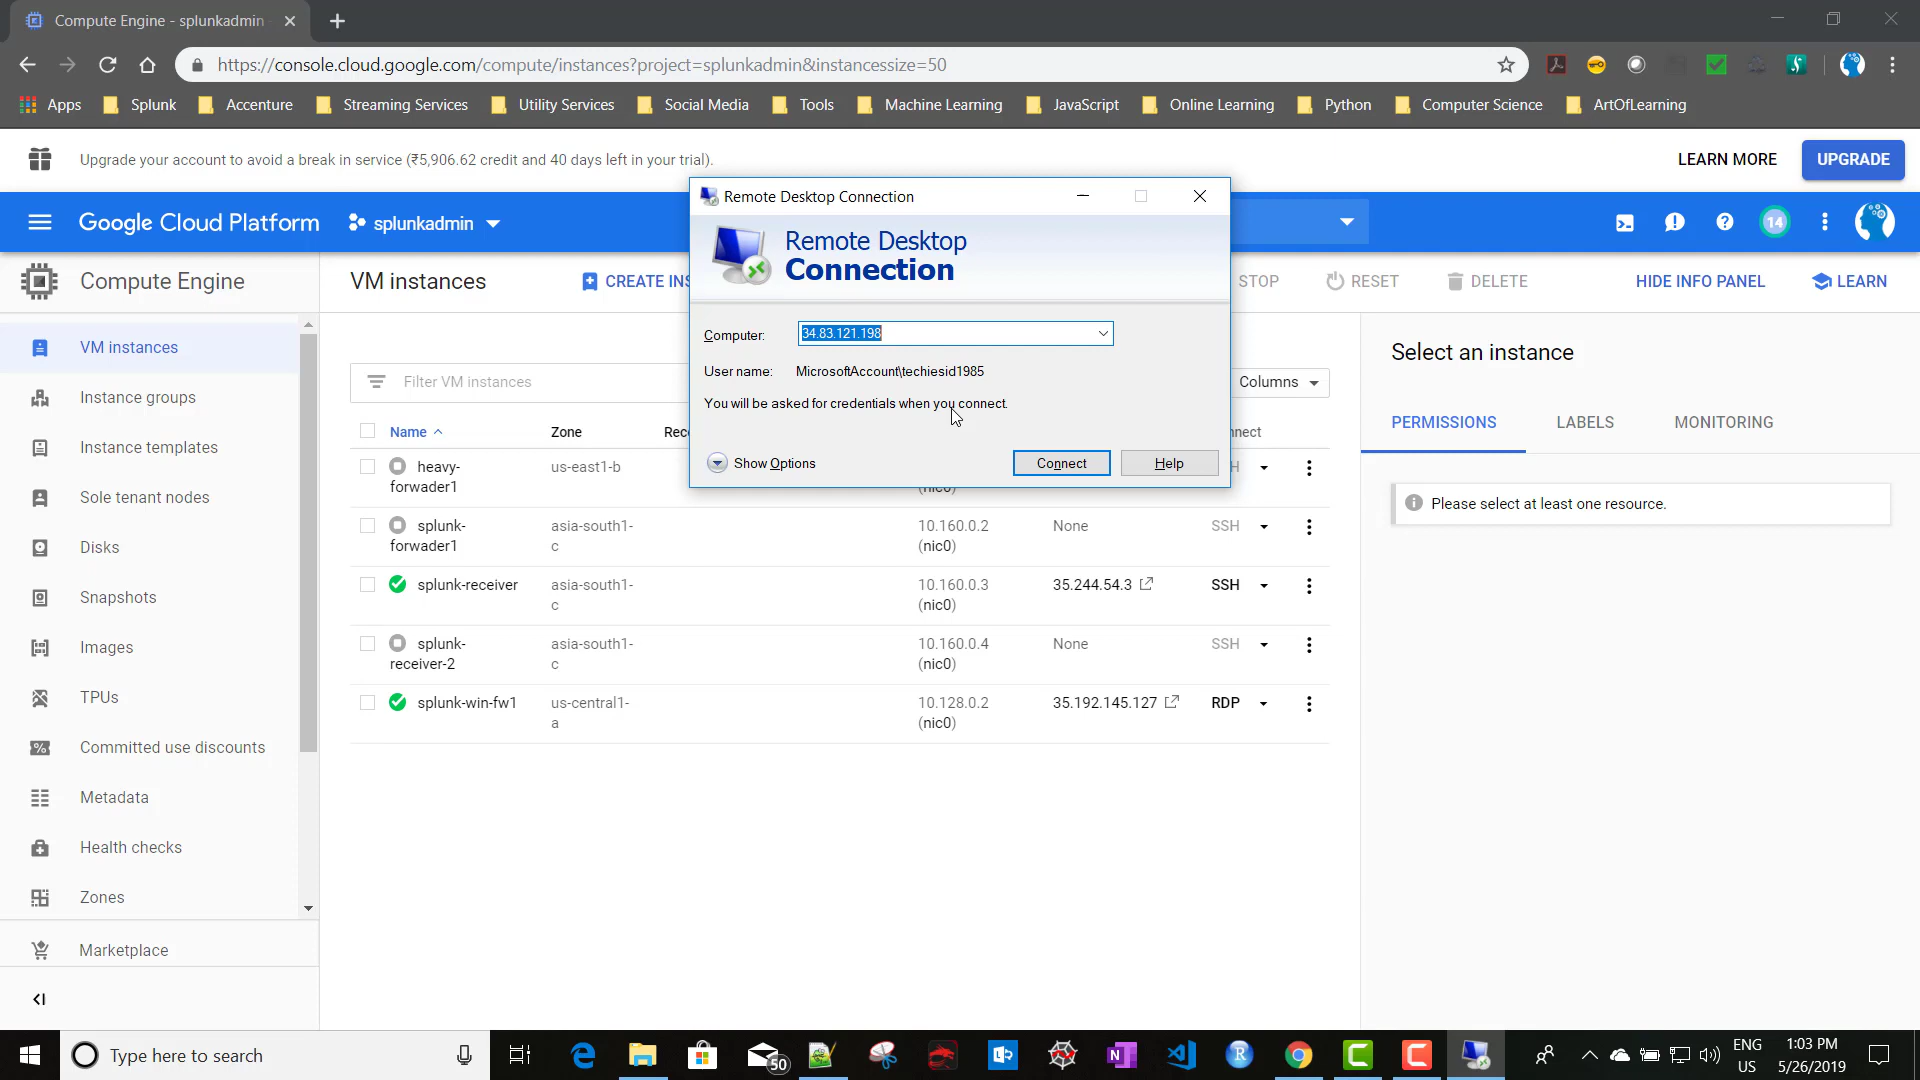 Compute Engine - splunkadmin
https://console.cloud.google.com/compute/instances?project=splunkadmin&instancessize=50
Apps Splunk Accenture Streaming Services Utility Services Social Media Tools Machine Learning JavaScript Online Learning Python Computer Science ArtOfLearning
Upgrade your account to avoid a break in service (₹5,906.62 credit and 40 days left in your trial).
LEARN MORE UPGRADE
Google Cloud Platform splunkadmin 14
Compute Engine
VM instances
CREATE INS
STOP RESET DELETE
HIDE INFO PANEL LEARN
Remote Desktop Connection
Remote Desktop
Connection
Computer: 34.83.121.198
User name: MicrosoftAccount\techiesid1985
You will be asked for credentials when you connect.
Show Options Connect Help
VM instances
Instance groups
Instance templates
Sole tenant nodes
Disks
Snapshots
Images
TPUs
Committed use discounts
Metadata
Health checks
Zones
Marketplace
Filter VM instances Columns
Name Zone Rec nnect
heavy-
forwader1 us-east1-b (nic0) H
splunk-
forwader1 asia-south1-
c 10.160.0.2
(nic0) None SSH
splunk-receiver asia-south1-
c 10.160.0.3
(nic0) 35.244.54.3 SSH
splunk-
receiver-2 asia-south1-
c 10.160.0.4
(nic0) None SSH
splunk-win-fw1 us-central1-
a 10.128.0.2
(nic0) 35.192.145.127 RDP
Select an instance
PERMISSIONS LABELS MONITORING
Please select at least one resource.
Type here to search
50
ENG
US
1:03 PM
5/26/2019